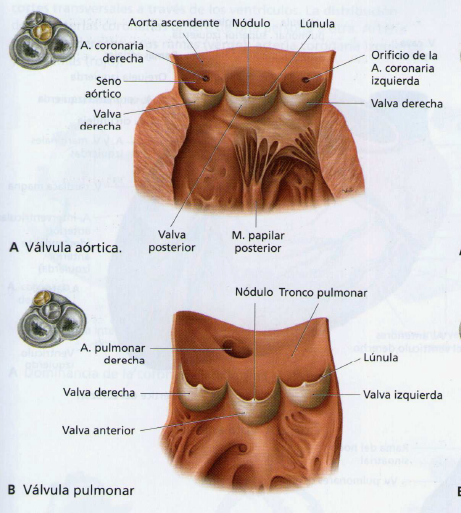 Aorta ascendente
Nódulo
Lúnula
A. coronaria
derecha
Orificio de la
A. coronaria
izquierda
Seno
aórtico
Valva
derecha
Valva derecha
Valva
posterior
M. papilar
posterior
A Válvula aórtica.
Nódulo
Tronco pulmonar
A. pulmonar
derecha
Lúnula
Valva derecha
Valva izquierda
Valva anterior
B Válvula pulmonar